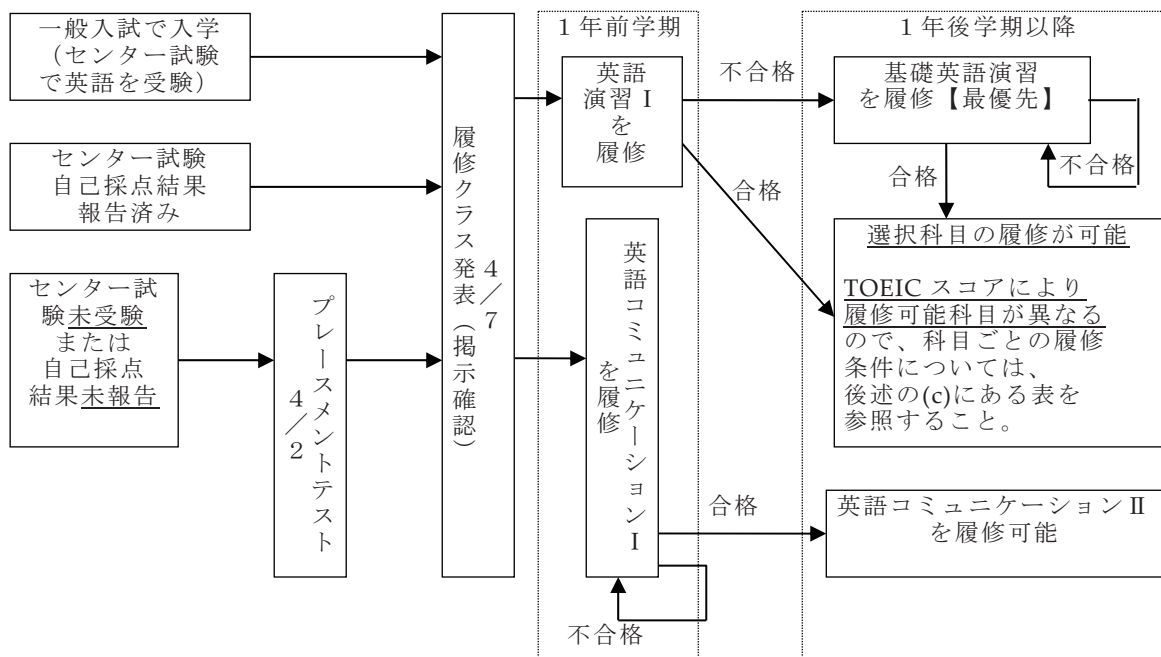 一般入試で入学
（センター試験
で英語を受験）
センター試験
自己採点結果
報告済み
センター試
験未受験
または
自己採点
結果未報告
プレースメントテスト
4／2
履修クラス発表（掲示確認）
4／7
1年前学期
英語
演習Ⅰ
を
履修
英語コミュニケーションⅠ
を履修
不合格
不合格
合格
合格
1年後学期以降
基礎英語演習
を履修【最優先】
合格
不合格
選択科目の履修が可能
TOEIC スコアにより
履修可能科目が異なる
ので、科目ごとの履修
条件については、
後述の(c)にある表を
参照すること。
英語コミュニケーションⅡ
を履修可能